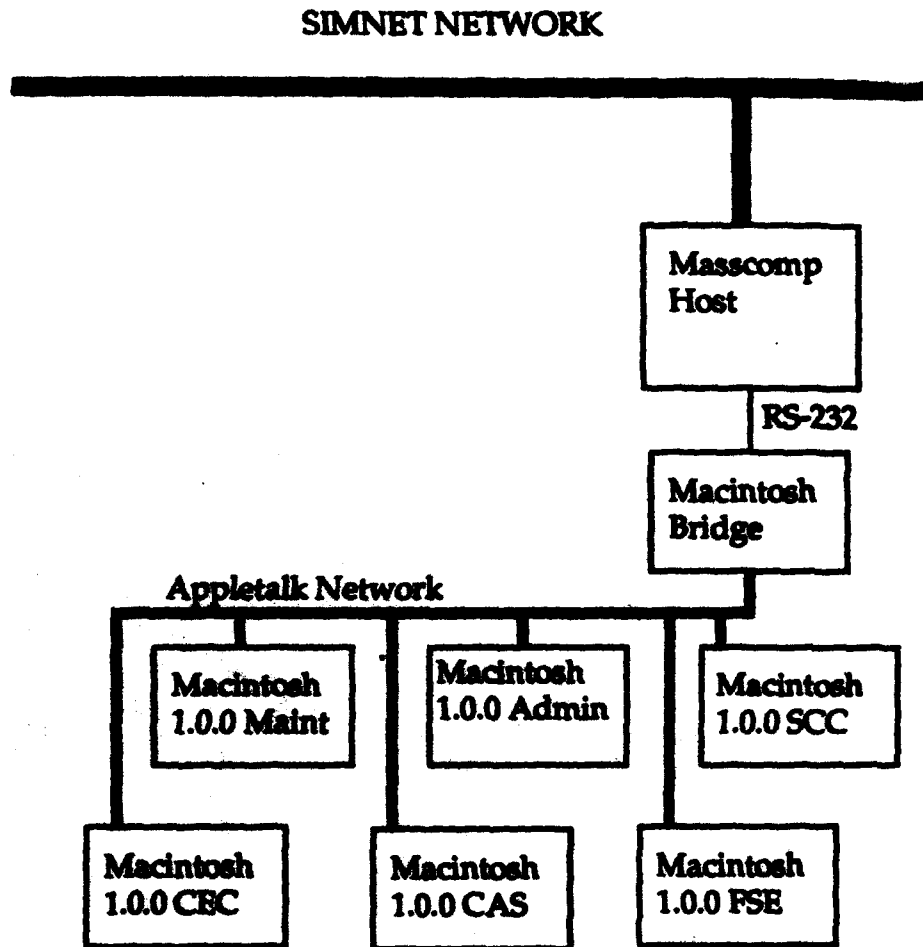 SIMNET NETWORK
Masscomp
Host
RS-232
Macintosh
Bridge
Appletalk Network
Macintosh
1.0.0 Maint
Macintosh
1.0.0 Admin
Macintosh
1.0.0 SCC
Macintosh
1.0.0 CEC
Macintosh
1.0.0 CAS
Macintosh
1.0.0 FSE